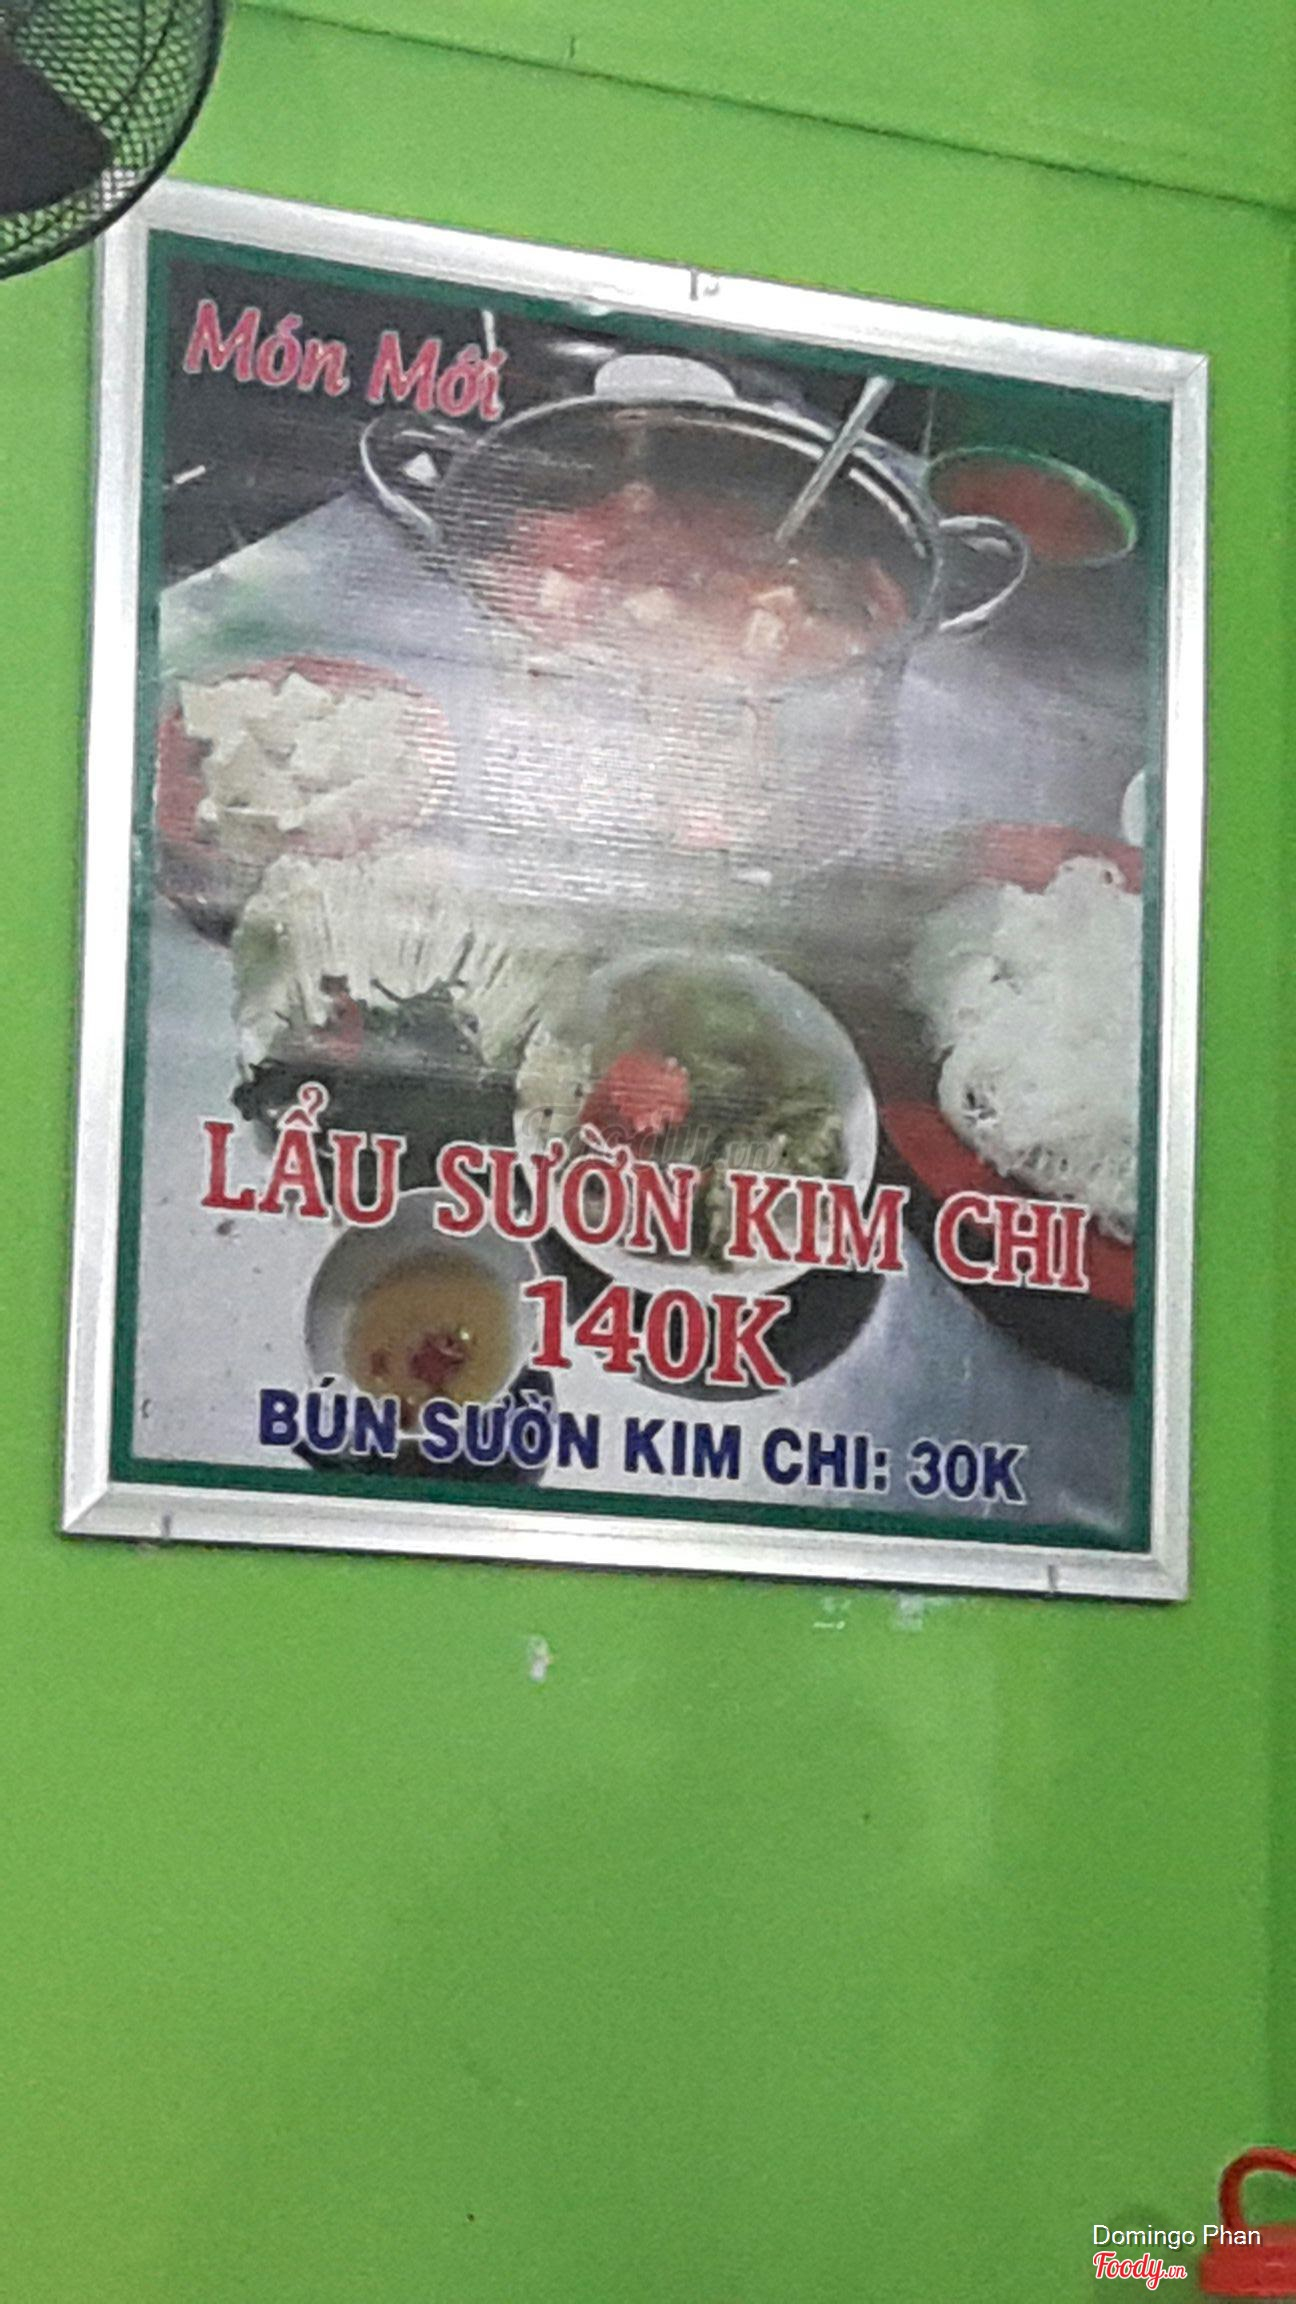 Món Mới
LẨU SƯỜN KIM CHI
140K
BÚN SƯỜN KIM CHI: 30K
Domingo Phan
Foody.vn